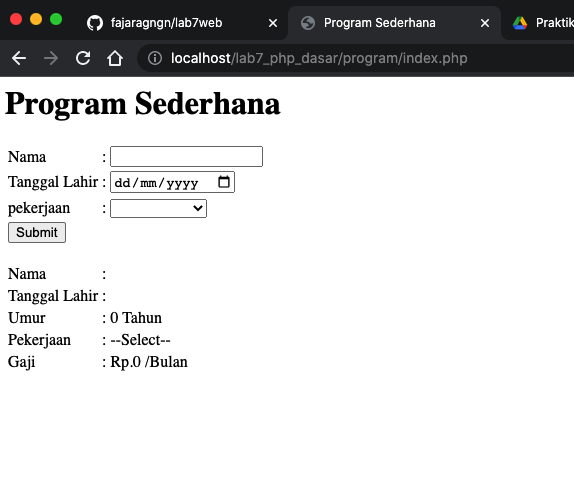 fajaragngn/lab7web
Program Sederhana
Praktik
localhost/lab7_php_dasar/program/index.php
Program Sederhana
Nama :
Tanggal Lahir : dd/mm/yyyy
pekerjaan :
Submit
Nama :
Tanggal Lahir :
Umur : 0 Tahun
Pekerjaan : --Select--
Gaji : Rp.0 /Bulan